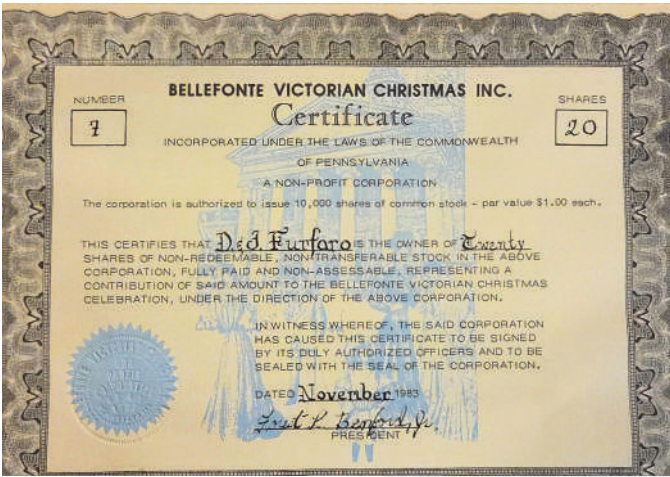 BELLEFONTE VICTORIAN CHRISTMAS INC.
NUMBER
7
Certificate
SHARES
20
INCORPORATED UNDER THE LAWS OF THE COMMONWEALTH
OF PENNSYLVANIA
A NON-PROFIT CORPORATION
The corporation is authorized to issue 10,000 shares of common stock - par value $1.00 each.
THIS CERTIFIES THAT D.&J. Furfaro IS THE OWNER OF Twenty
SHARES OF NON-REDEEMABLE, NON-TRANSFERABLE STOCK IN THE ABOVE
CORPORATION, FULLY PAID AND NON-ASSESSABLE, REPRESENTING A
CONTRIBUTION OF SAID AMOUNT TO THE BELLEFONTE VICTORIAN CHRISTMAS
CELEBRATION, UNDER THE DIRECTION OF THE ABOVE CORPORATION.
IN WITNESS WHEREOF, THE SAID CORPORATION
HAS CAUSED THIS CERTIFICATE TO BE SIGNED
BY ITS DULY AUTHORIZED OFFICERS AND TO BE
SEALED WITH THE SEAL OF THE CORPORATION.
DATED November 1983
Benford, Jr.
PRESIDENT